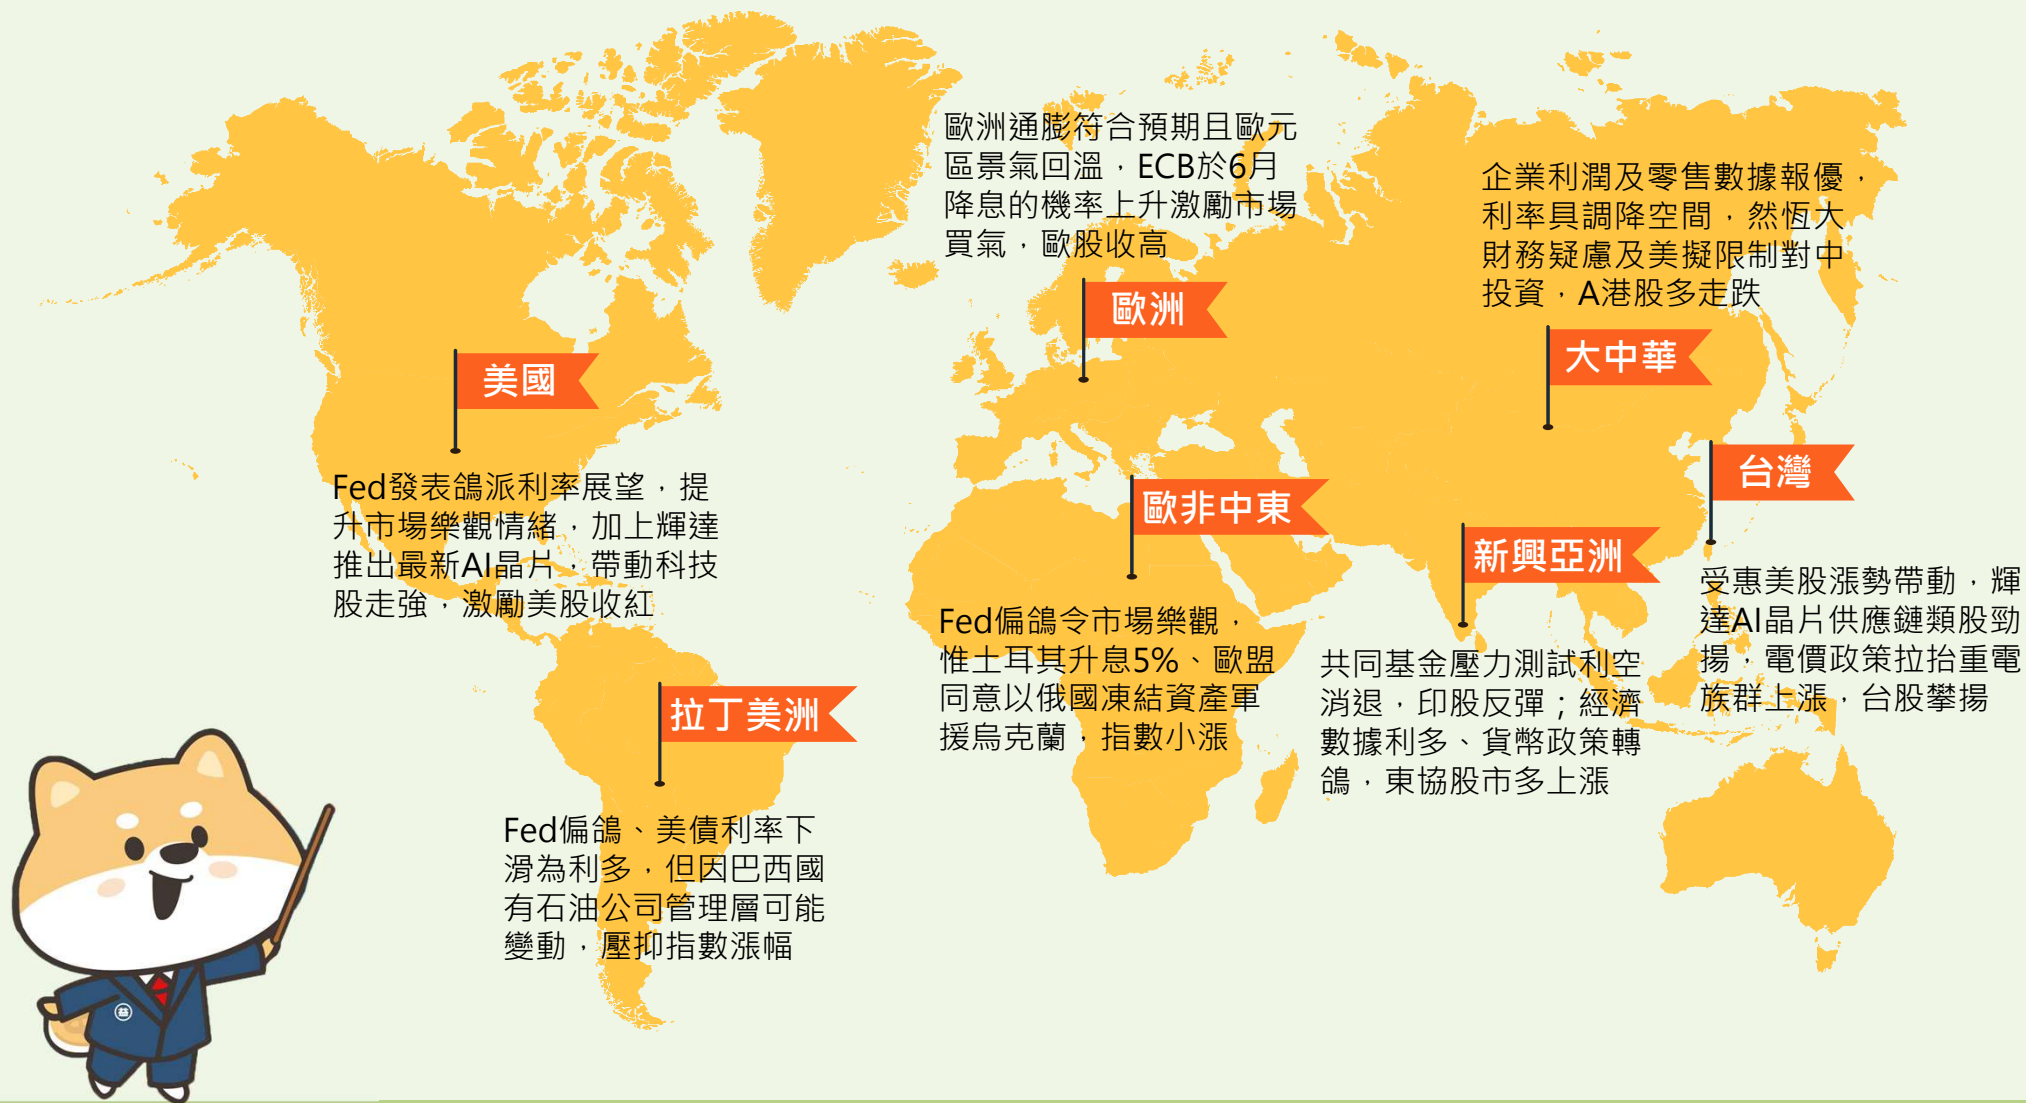 歐洲通膨符合預期且歐元
區景氣回溫，ECB於6月
降息的機率上升激勵市場
買氣，歐股收高
歐洲
企業利潤及零售數據報優，
利率具調降空間，然恆大
財務疑慮及美擬限制對中
投資，A港股多走跌
大中華
美國
Fed發表鴿派利率展望，提
升市場樂觀情緒，加上輝達
推出最新AI晶片，帶動科技
股走強，激勵美股收紅
歐非中東
Fed偏鴿令市場樂觀，
惟土耳其升息5%、歐盟
同意以俄國凍結資產軍
援烏克蘭，指數小漲
新興亞洲
共同基金壓力測試利空
消退，印股反彈；經濟
數據利多、貨幣政策轉
鴿，東協股市多上漲
台灣
受惠美股漲勢帶動，輝
達AI晶片供應鏈類股勁
揚，電價政策拉抬重電
族群上漲，台股攀揚
拉丁美洲
Fed偏鴿、美債利率下
滑為利多，但因巴西國
有石油公司管理層可能
變動，壓抑指數漲幅